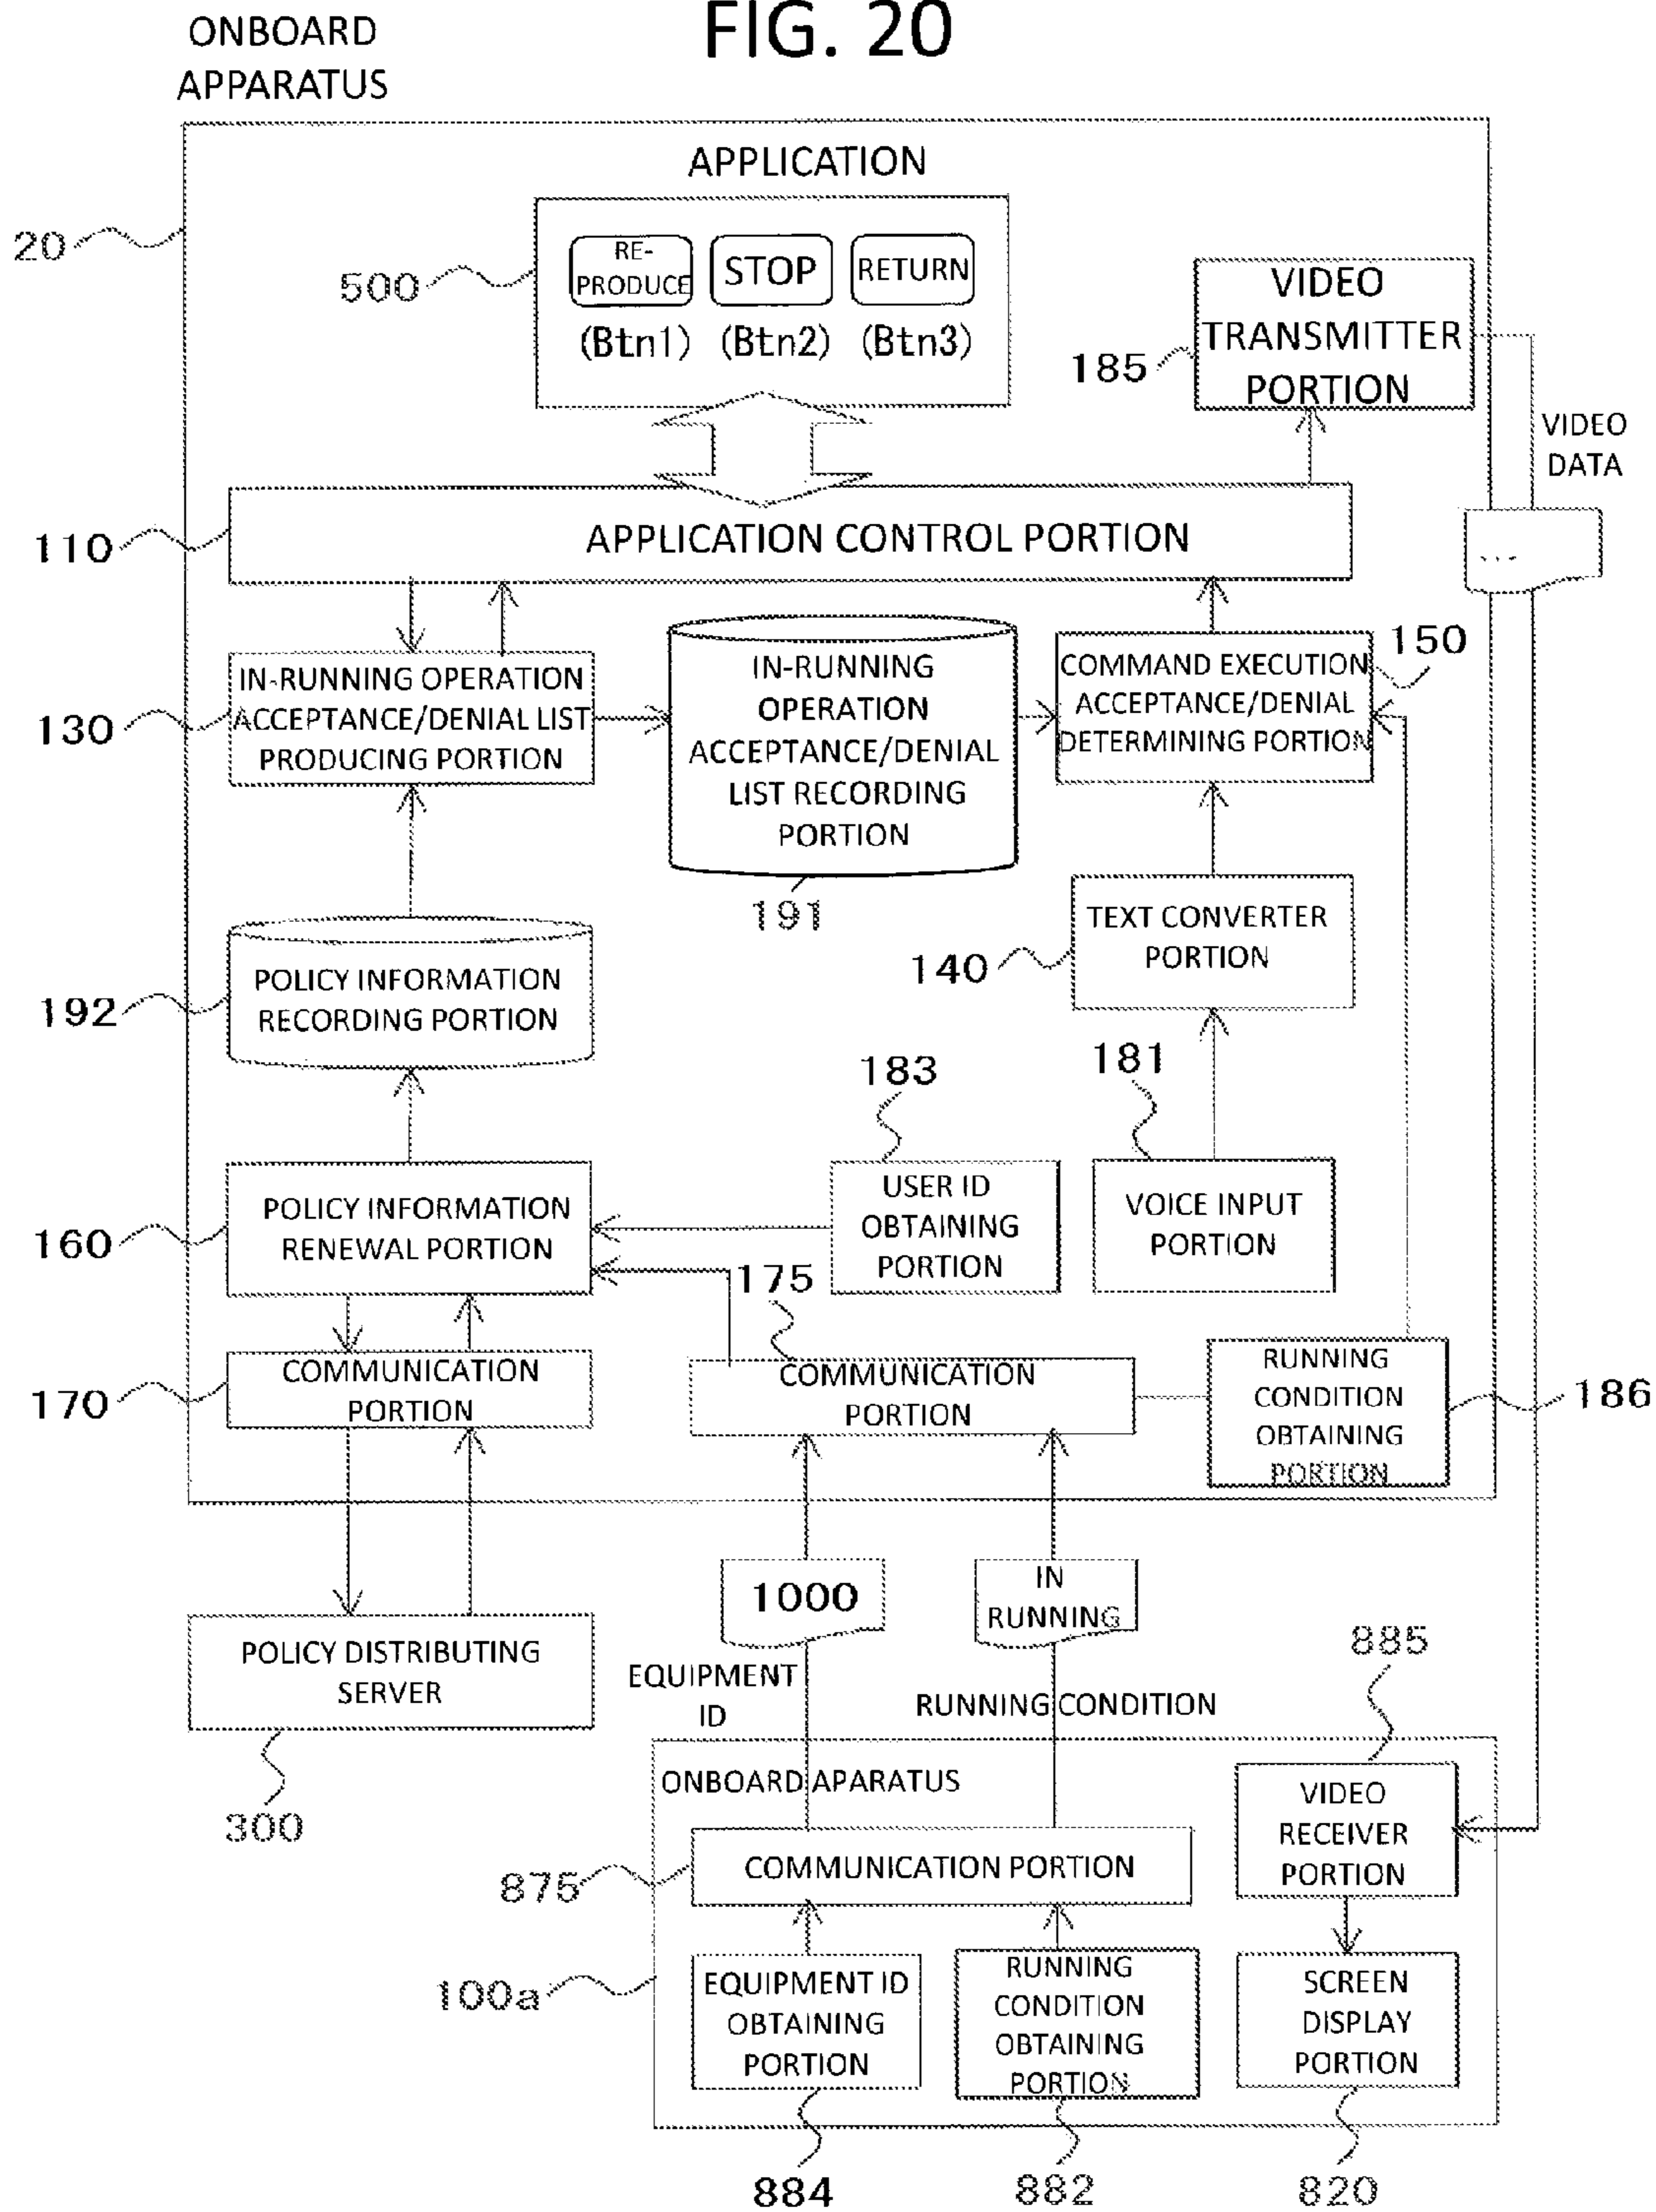 FIG. 20
ONBOARD
APPARATUS
APPLICATION
20
500
RE-
PRODUCE
STOP
RETURN
(Btn1)
(Btn2)
(Btn3)
VIDEO
TRANSMITTER
PORTION
185
VIDEO
DATA
...
110
APPLICATION CONTROL PORTION
130
IN-RUNNING OPERATION
ACCEPTANCE/DENIAL LIST
PRODUCING PORTION
IN-RUNNING
OPERATION
ACCEPTANCE/DENIAL
LIST RECORDING
PORTION
191
COMMAND EXECUTION
ACCEPTANCE/DENIAL
DETERMINING PORTION
150
TEXT CONVERTER
PORTION
140
192
POLICY INFORMATION
RECORDING PORTION
183
181
160
POLICY INFORMATION
RENEWAL PORTION
USER ID
OBTAINING
PORTION
VOICE INPUT
PORTION
175
170
COMMUNICATION
PORTION
COMMUNICATION
PORTION
RUNNING
CONDITION
OBTAINING
PORTION
186
1000
IN
RUNNING
POLICY DISTRIBUTING
SERVER
300
EQUIPMENT
ID
RUNNING CONDITION
885
ONBOARD APARATUS
875
COMMUNICATION PORTION
VIDEO
RECEIVER
PORTION
100a
EQUIPMENT ID
OBTAINING
PORTION
RUNNING
CONDITION
OBTAINING
PORTION
SCREEN
DISPLAY
PORTION
884
882
820